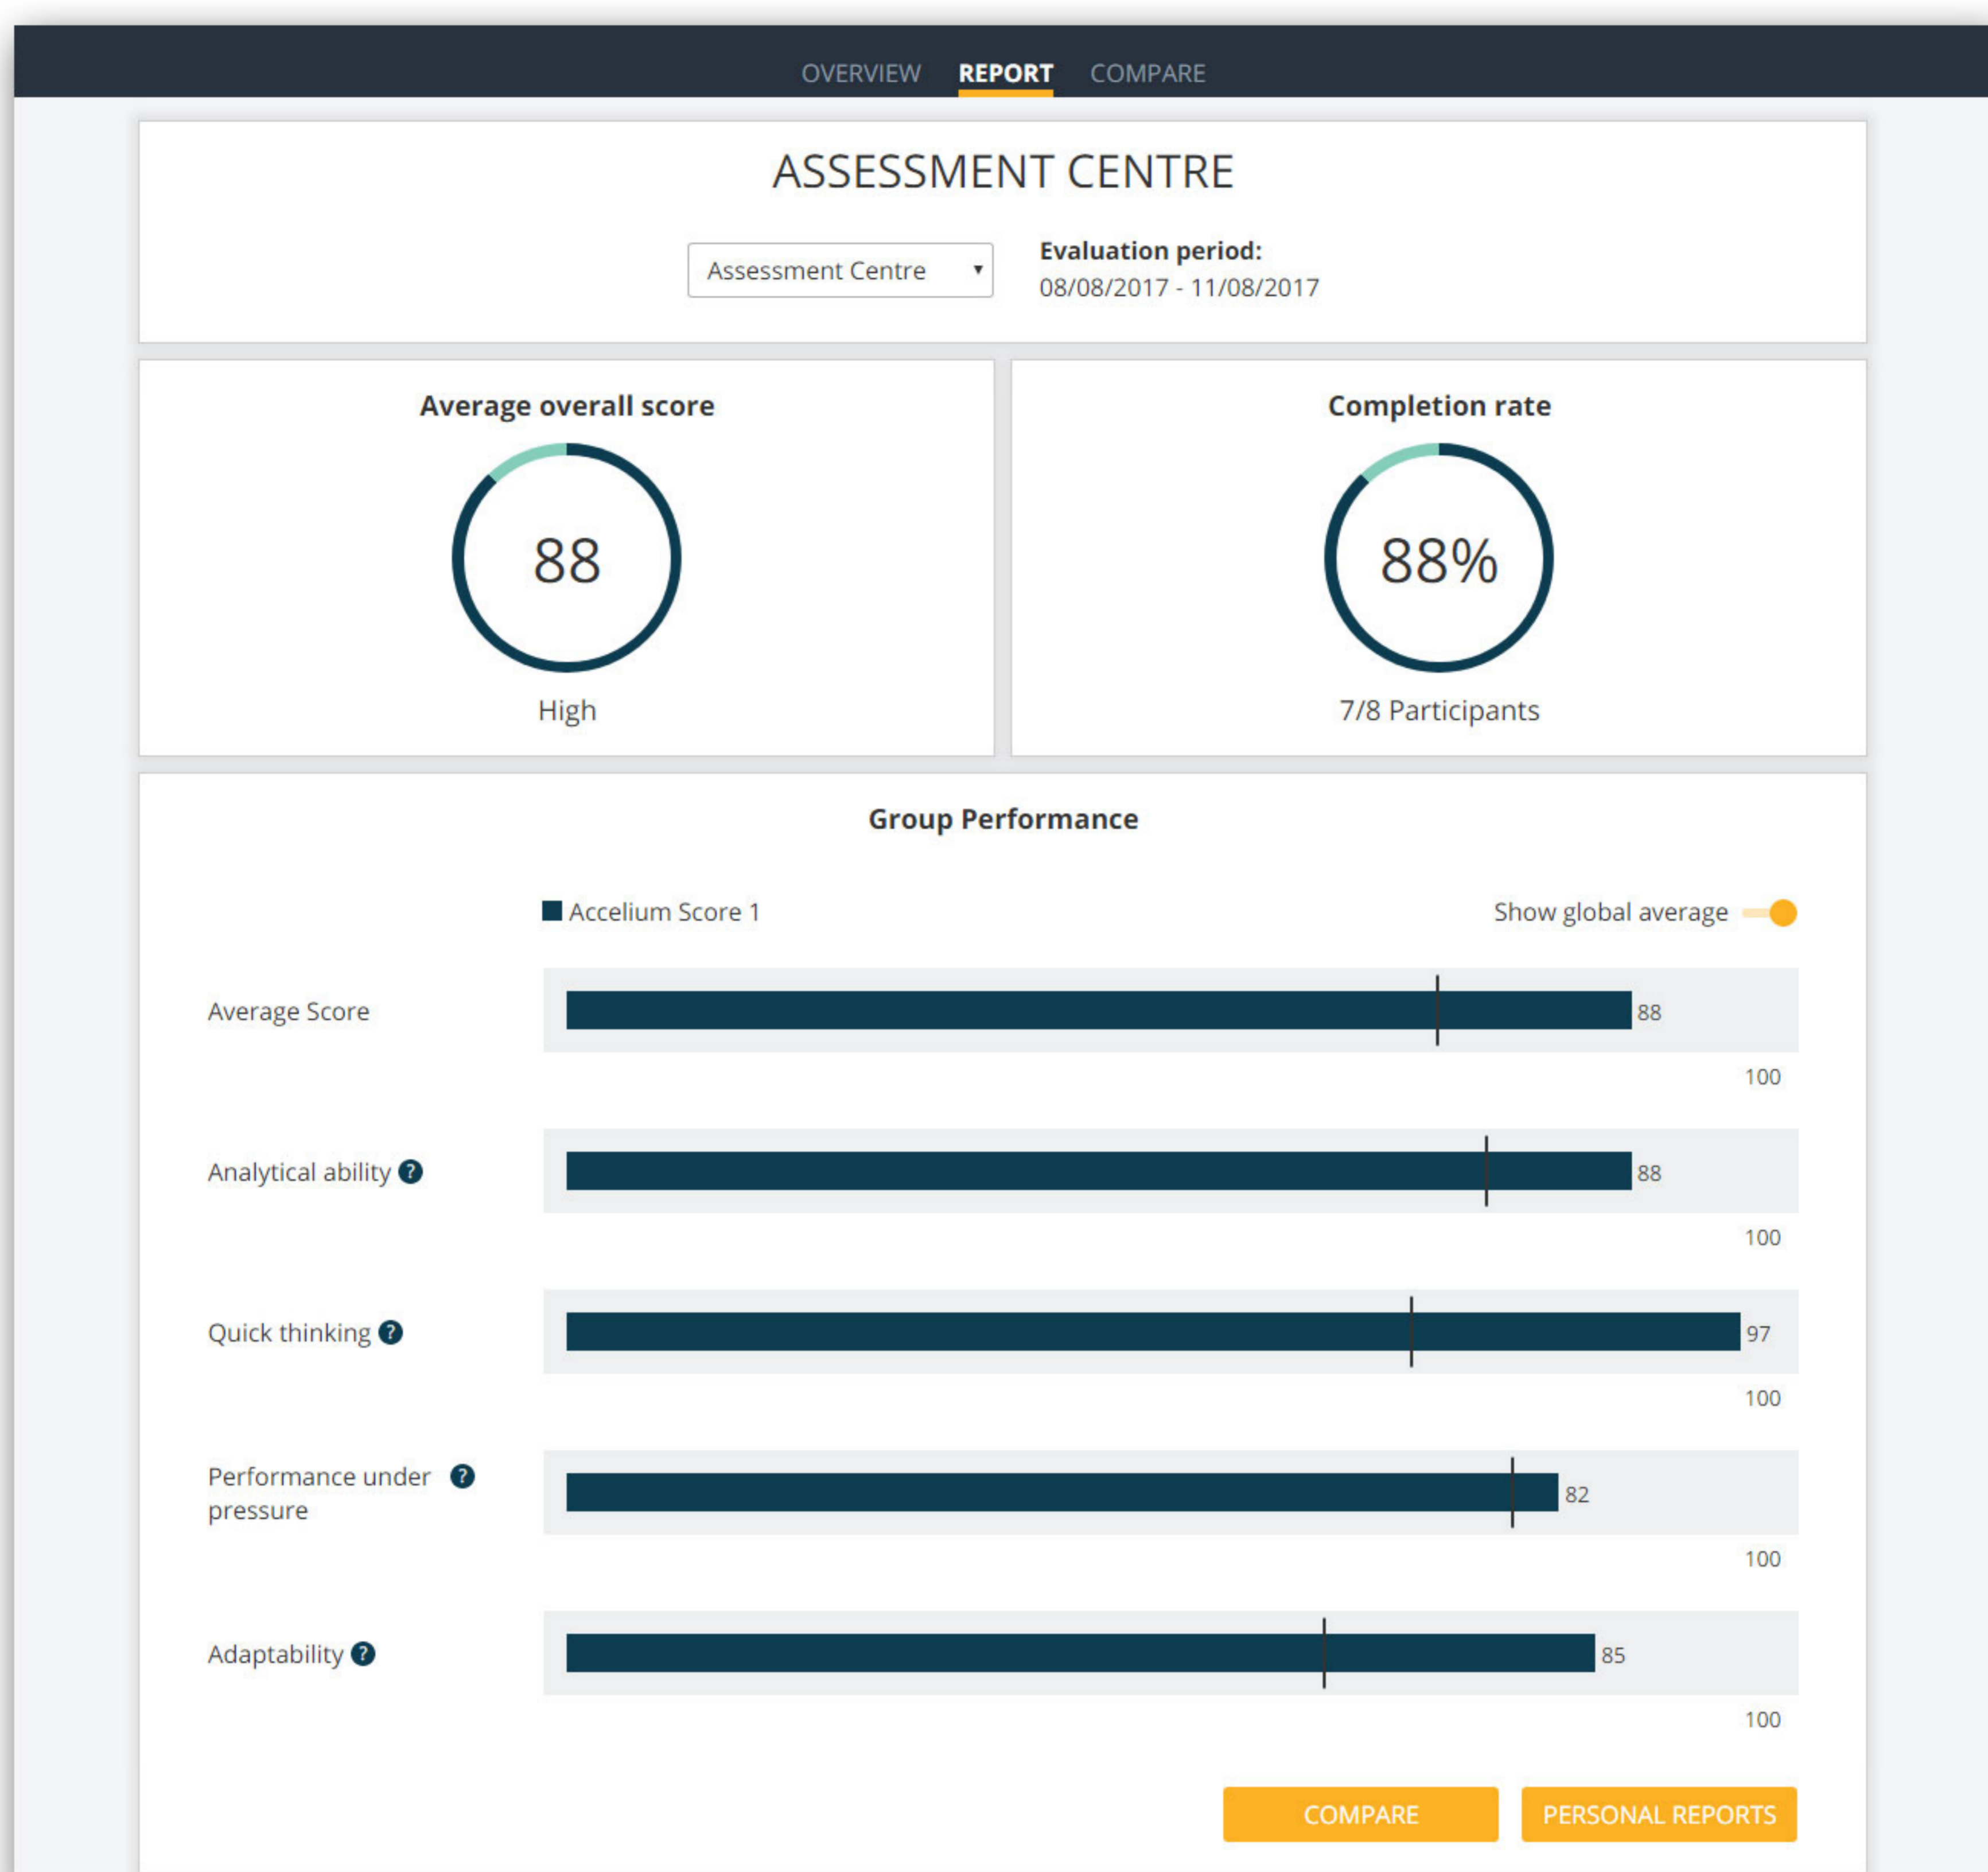 OVERVIEW REPORT COMPARE
ASSESSMENT CENTRE
Assessment Centre
Evaluation period:
08/08/2017 - 11/08/2017
Average overall score
88
High
Completion rate
88%
7/8 Participants
Group Performance
Accelium Score 1
Show global average
Average Score
88
100
Analytical ability ?
88
100
Quick thinking ?
97
100
Performance under ?
pressure
82
100
Adaptability ?
85
100
COMPARE
PERSONAL REPORTS